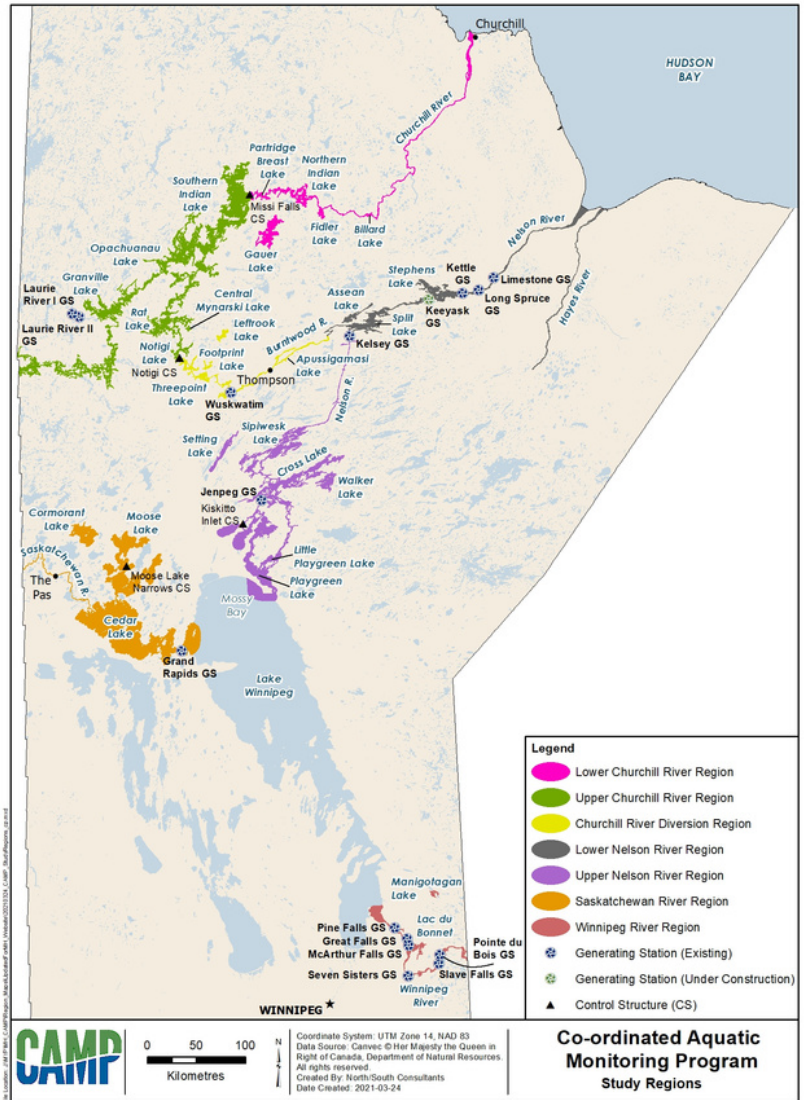 Churchill
HUDSON
BAY
Churchill River
Partridge
Breast
Lake
Northern
Indian
Lake
Southern
Indian
Lake
Missi Falls
CS
Fidler
Lake
Billard
Lake
Gauer
Lake
Opachuanau
Lake
Granville
Lake
Laurie
River I GS
Laurie River II
GS
Rat
Lake
Central
Mynarski Lake
Leftrook
Lake
Notigi
Lake
Notigi CS
Footprint
Lake
Threepoint
Lake
Burntwood R.
Apussigamasi
Lake
Thompson
Wuskwatim
GS
Assean
Lake
Split
Lake
Kelsey GS
Stephens
Lake
Keeyask
GS
Kettle
GS
Long Spruce
GS
Limestone GS
Nelson River
Hayes River
Nelson R.
Sipiwesk
Lake
Setting
Lake
Cross Lake
Walker
Lake
Jenpeg GS
Kiskitto
Inlet CS
Little
Playgreen Lake
Playgreen
Lake
Mossy
Bay
Cormorant
Lake
Moose
Lake
Saskatchewan R.
The
Pas
Moose Lake
Narrows CS
Cedar
Lake
Grand
Rapids GS
Lake
Winnipeg
Manigotagan
Lake
Pine Falls GS
Great Falls GS
McArthur Falls GS
Lac du
Bonnet
Pointe du
Bois GS
Slave Falls GS
Seven Sisters GS
Winnipeg
River
WINNIPEG
Legend
Lower Churchill River Region
Upper Churchill River Region
Churchill River Diversion Region
Lower Nelson River Region
Upper Nelson River Region
Saskatchewan River Region
Winnipeg River Region
Generating Station (Existing)
Generating Station (Under Construction)
Control Structure (CS)
CAMP
0 50 100
Kilometres
N
Coordinate System: UTM Zone 14, NAD 83
Data Source: Canvec © Her Majesty the Queen in
Right of Canada, Department of Natural Resources.
All rights reserved.
Created By: North/South Consultants
Date Created: 2021-03-24
Co-ordinated Aquatic
Monitoring Program
Study Regions